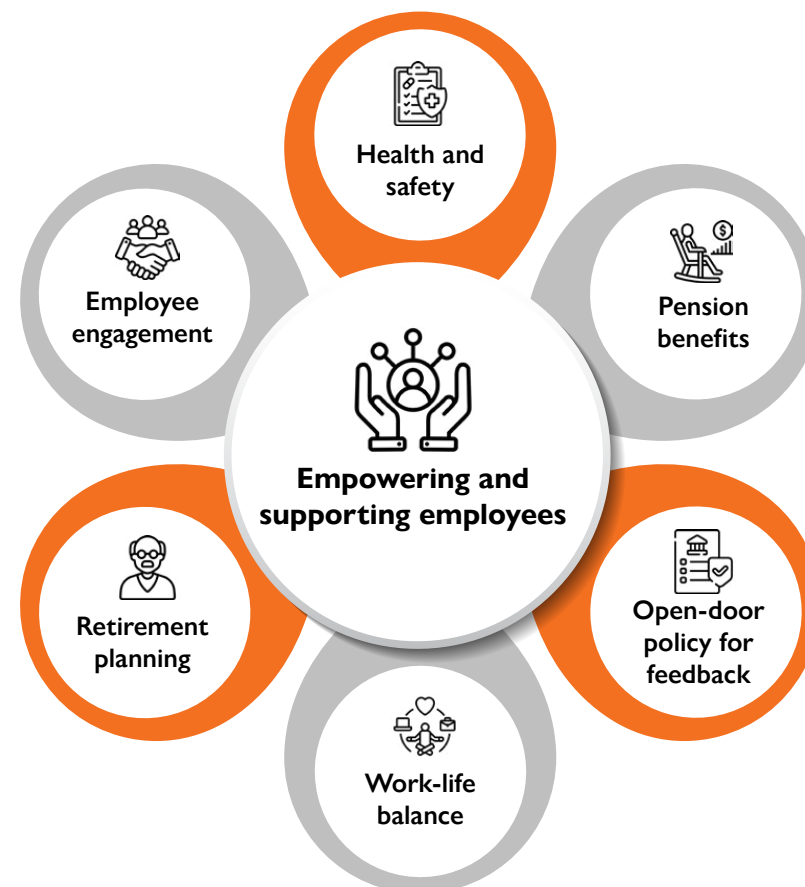 Health and
safety
Employee
engagement
Pension
benefits
Empowering and
supporting employees
Retirement
planning
Open-door
policy for
feedback
Work-life
balance